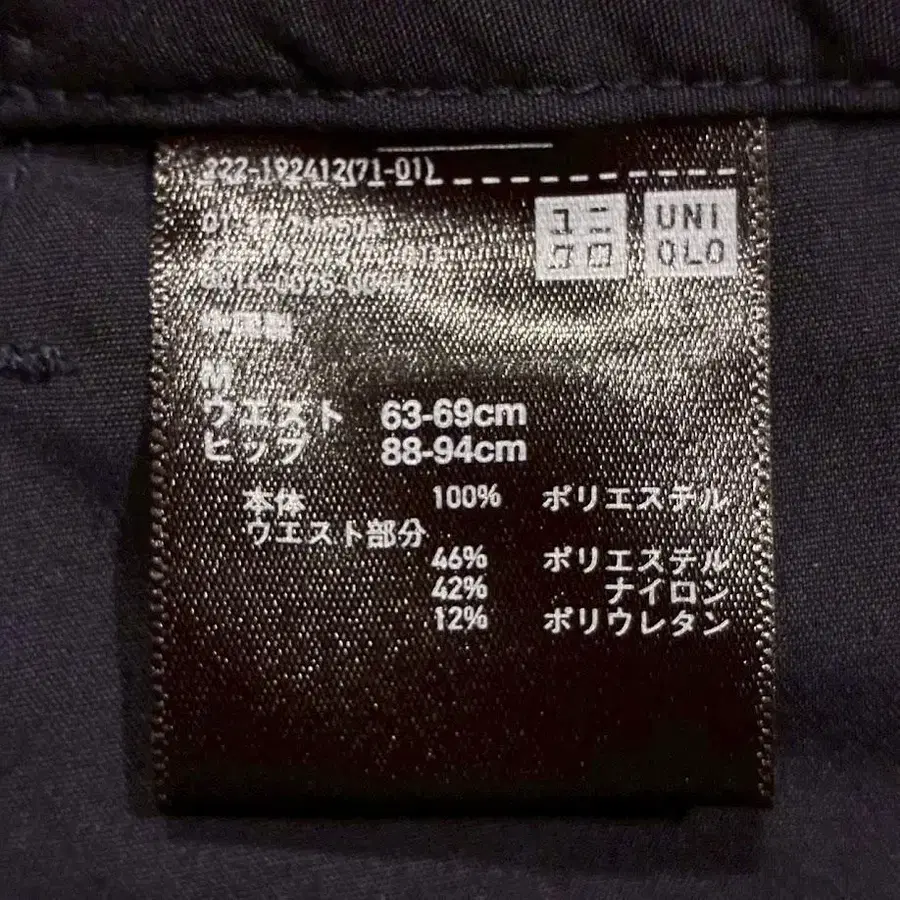 222-192412(71-01)
ユニ
クロ
UNI
QLO
M
ウエスト 63-69cm
ヒップ 88-94cm
本体 100% ポリエステル
ウエスト部分
46% ポリエステル
42% ナイロン
12% ポリウレタン